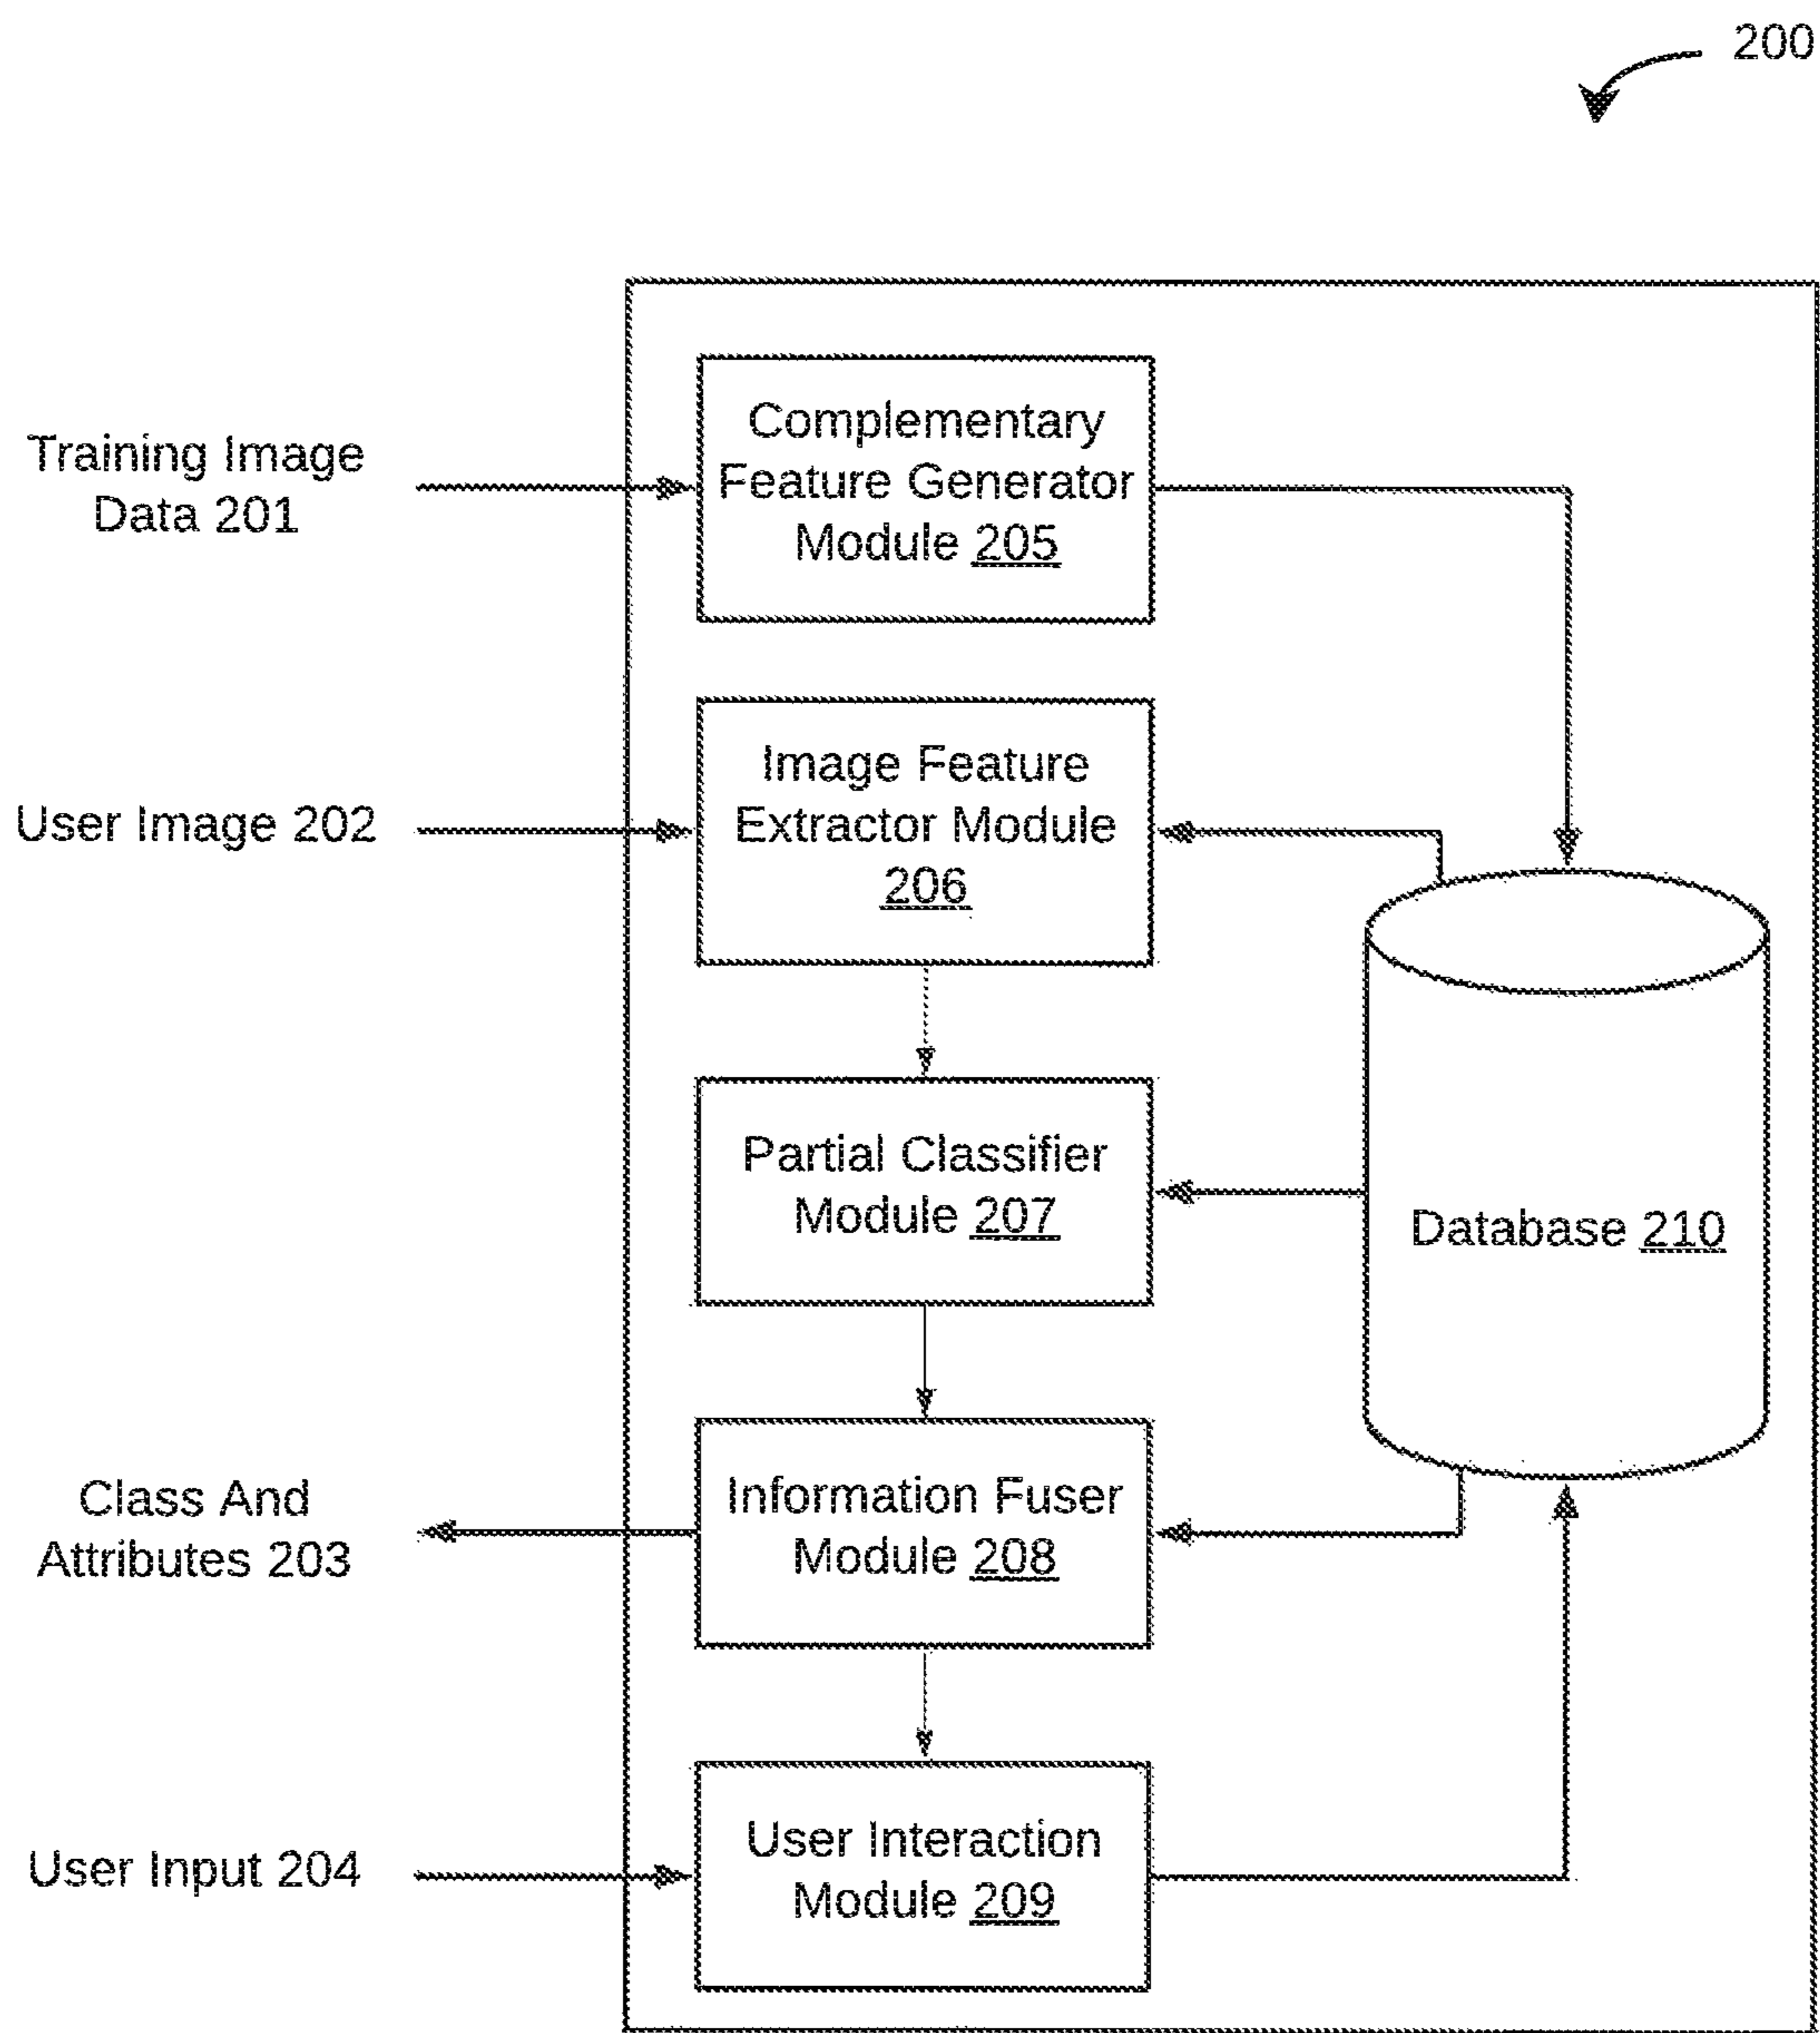 200
Complementary
Feature Generator
Module 205
Training Image
Data 201
Image Feature
Extractor Module
206
User Image 202
Partial Classifier
Module 207
Database 210
Information Fuser
Module 208
Class And
Attributes 203
User Interaction
Module 209
User Input 204